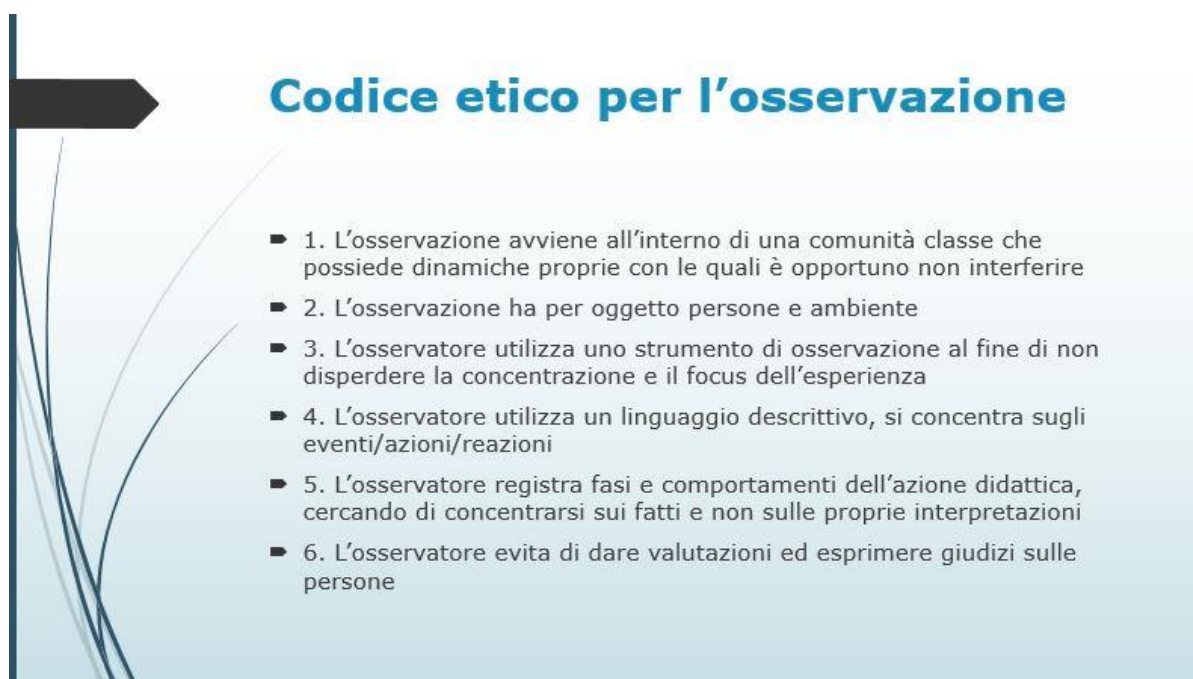 Codice etico per l’osservazione
1. L’osservazione avviene all’interno di una comunità classe che
possiede dinamiche proprie con le quali è opportuno non interferire
2. L’osservazione ha per oggetto persone e ambiente
3. L’osservatore utilizza uno strumento di osservazione al fine di non
disperdere la concentrazione e il focus dell’esperienza
4. L’osservatore utilizza un linguaggio descrittivo, si concentra sugli
eventi/azioni/reazioni
5. L’osservatore registra fasi e comportamenti dell’azione didattica,
cercando di concentrarsi sui fatti e non sulle proprie interpretazioni
6. L’osservatore evita di dare valutazioni ed esprimere giudizi sulle
persone